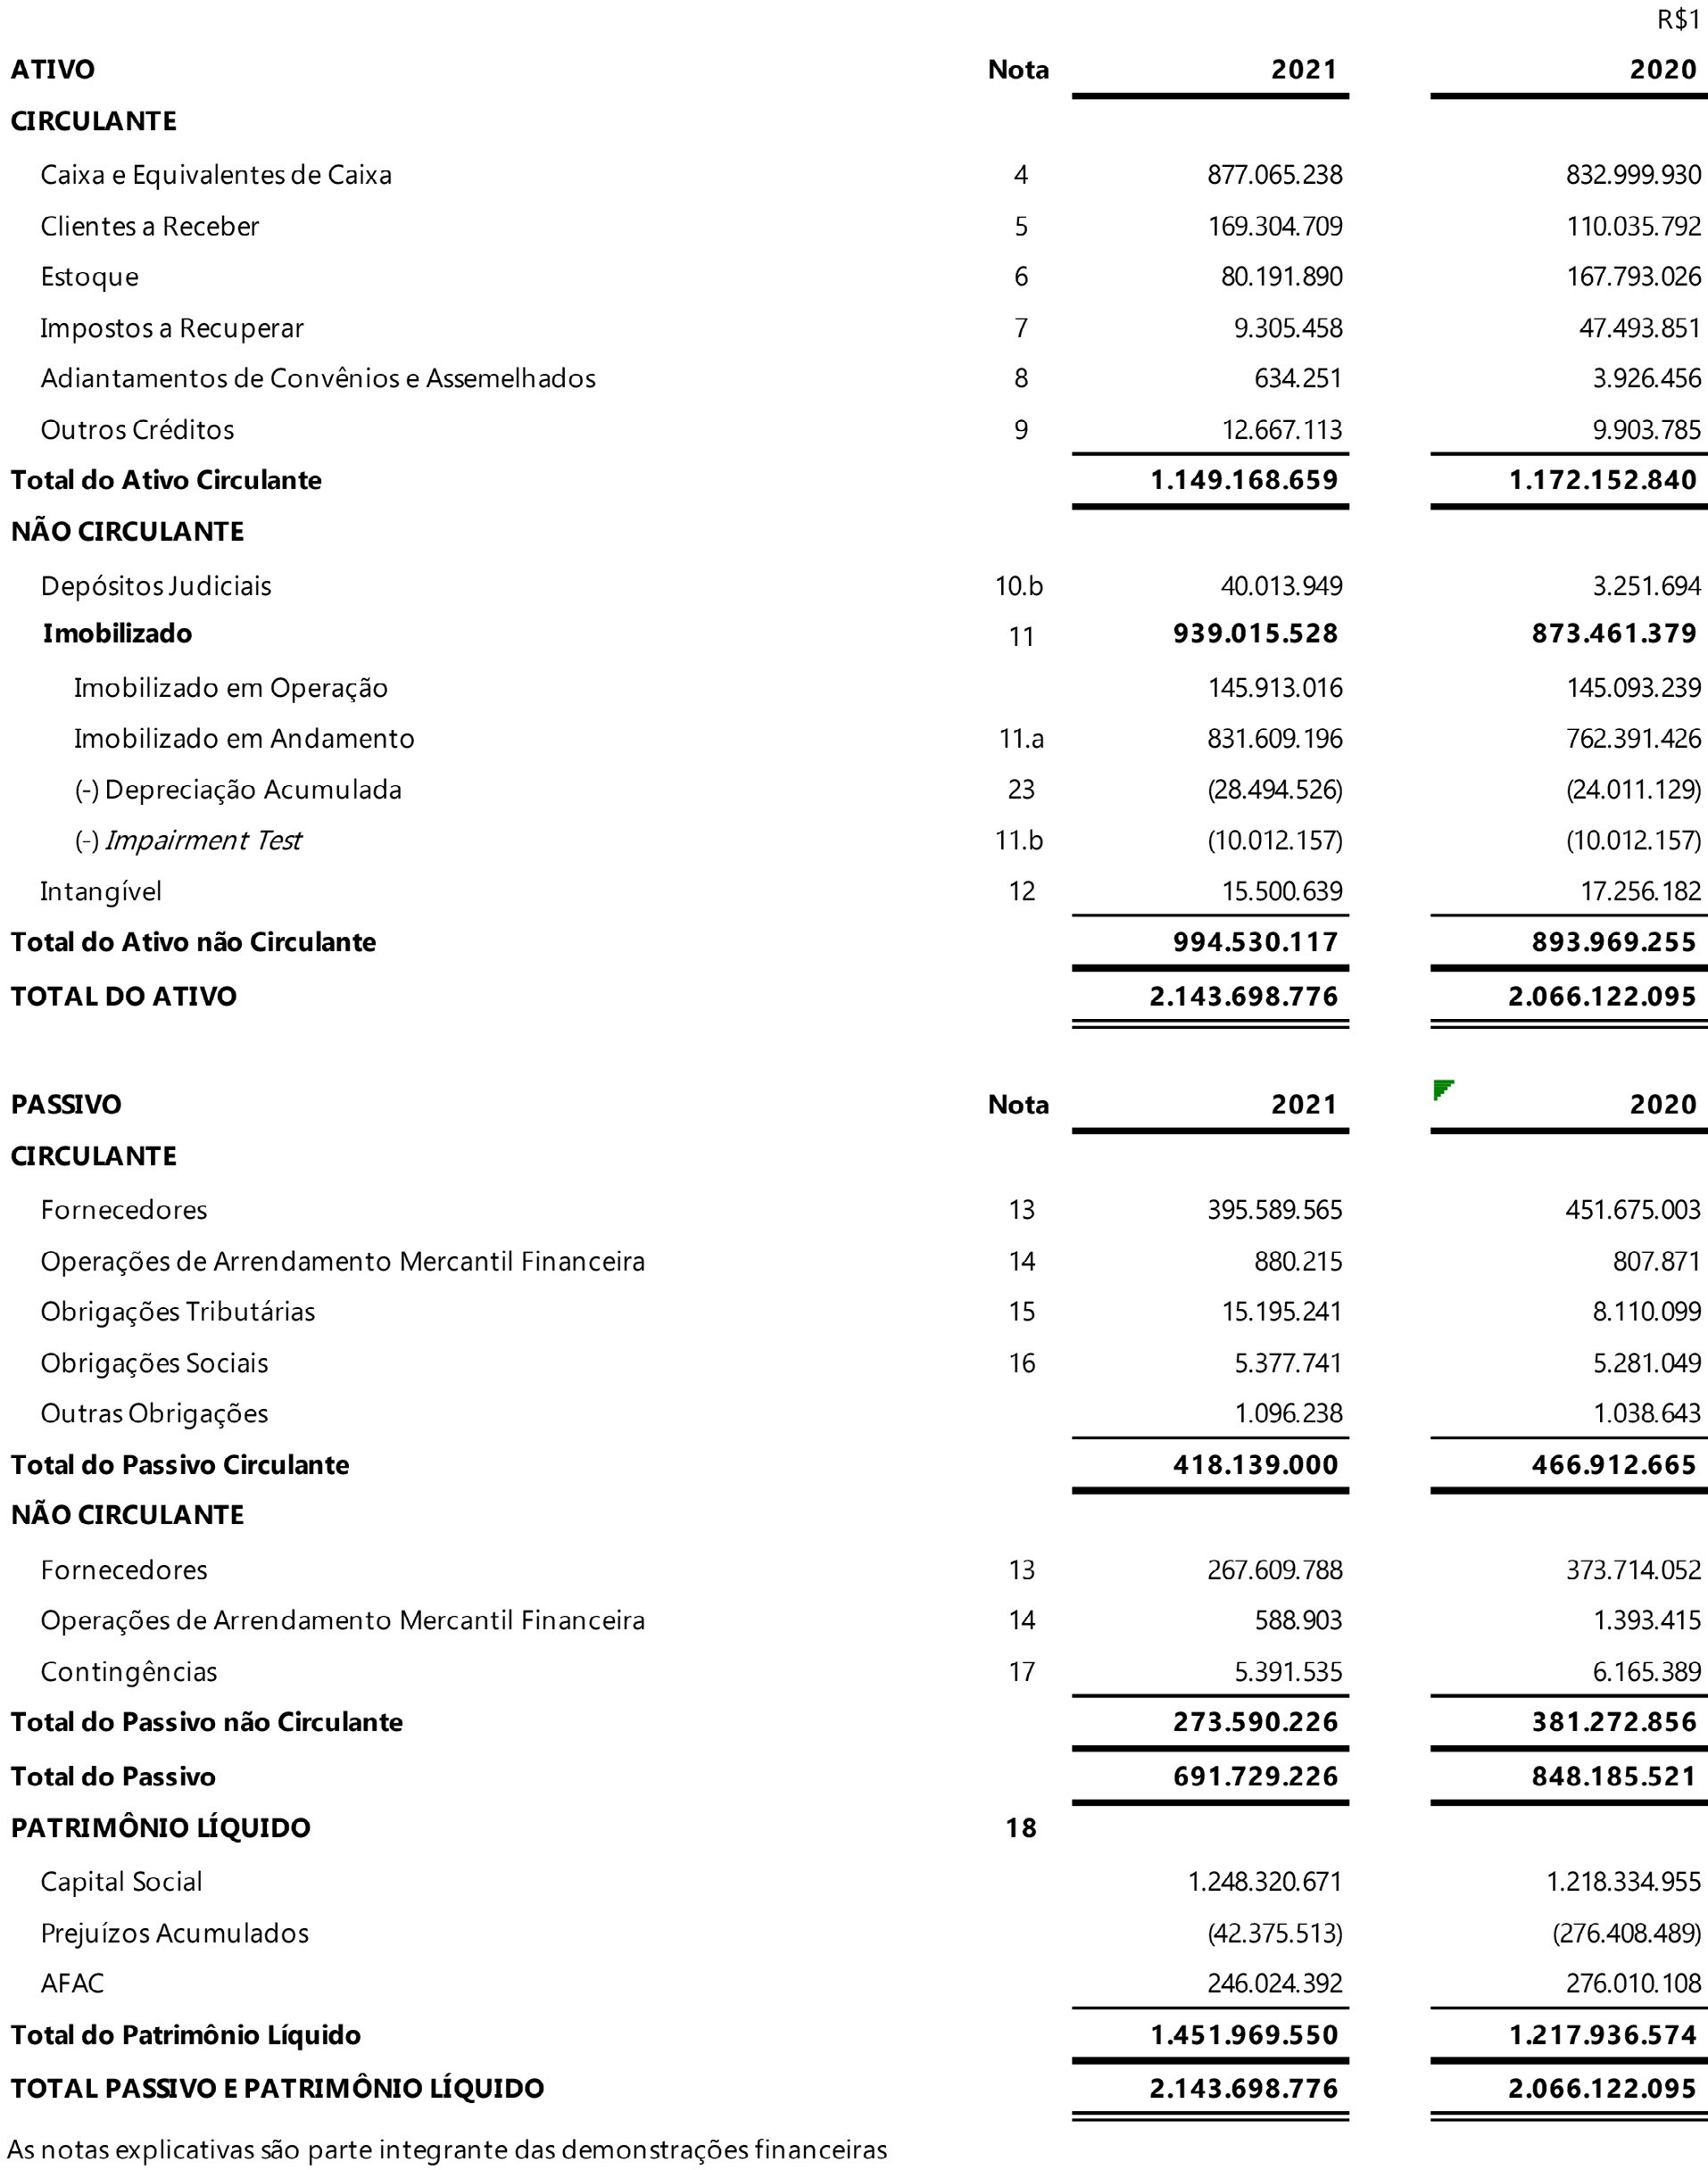 R$1
ATIVO Nota 2021 2020
CIRCULANTE
Caixa e Equivalentes de Caixa 4 877.065.238 832.999.930
Clientes a Receber 5 169.304.709 110.035.792
Estoque 6 80.191.890 167.793.026
Impostos a Recuperar 7 9.305.458 47.493.851
Adiantamentos de Convênios e Assemelhados 8 634.251 3.926.456
Outros Créditos 9 12.667.113 9.903.785
Total do Ativo Circulante 1.149.168.659 1.172.152.840
NÃO CIRCULANTE
Depósitos Judiciais 10.b 40.013.949 3.251.694
Imobilizado 11 939.015.528 873.461.379
Imobilizado em Operação 145.913.016 145.093.239
Imobilizado em Andamento 11.a 831.609.196 762.391.426
(-) Depreciação Acumulada 23 (28.494.526) (24.011.129)
(-) Impairment Test 11.b (10.012.157) (10.012.157)
Intangível 12 15.500.639 17.256.182
Total do Ativo não Circulante 994.530.117 893.969.255
TOTAL DO ATIVO 2.143.698.776 2.066.122.095
PASSIVO Nota 2021 2020
CIRCULANTE
Fornecedores 13 395.589.565 451.675.003
Operações de Arrendamento Mercantil Financeira 14 880.215 807.871
Obrigações Tributárias 15 15.195.241 8.110.099
Obrigações Sociais 16 5.377.741 5.281.049
Outras Obrigações 1.096.238 1.038.643
Total do Passivo Circulante 418.139.000 466.912.665
NÃO CIRCULANTE
Fornecedores 13 267.609.788 373.714.052
Operações de Arrendamento Mercantil Financeira 14 588.903 1.393.415
Contingências 17 5.391.535 6.165.389
Total do Passivo não Circulante 273.590.226 381.272.856
Total do Passivo 691.729.226 848.185.521
PATRIMÔNIO LÍQUIDO 18
Capital Social 1.248.320.671 1.218.334.955
Prejuízos Acumulados (42.375.513) (276.408.489)
AFAC 246.024.392 276.010.108
Total do Patrimônio Líquido 1.451.969.550 1.217.936.574
TOTAL PASSIVO E PATRIMÔNIO LÍQUIDO 2.143.698.776 2.066.122.095
As notas explicativas são parte integrante das demonstrações financeiras